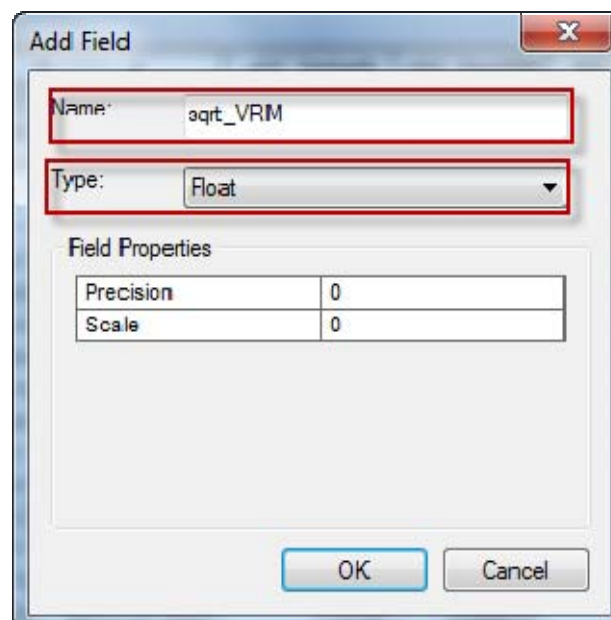 Add Field
Name: sqrt_VRM
Type: Float
Field Properties
Precision 0
Scale 0
OK Cancel